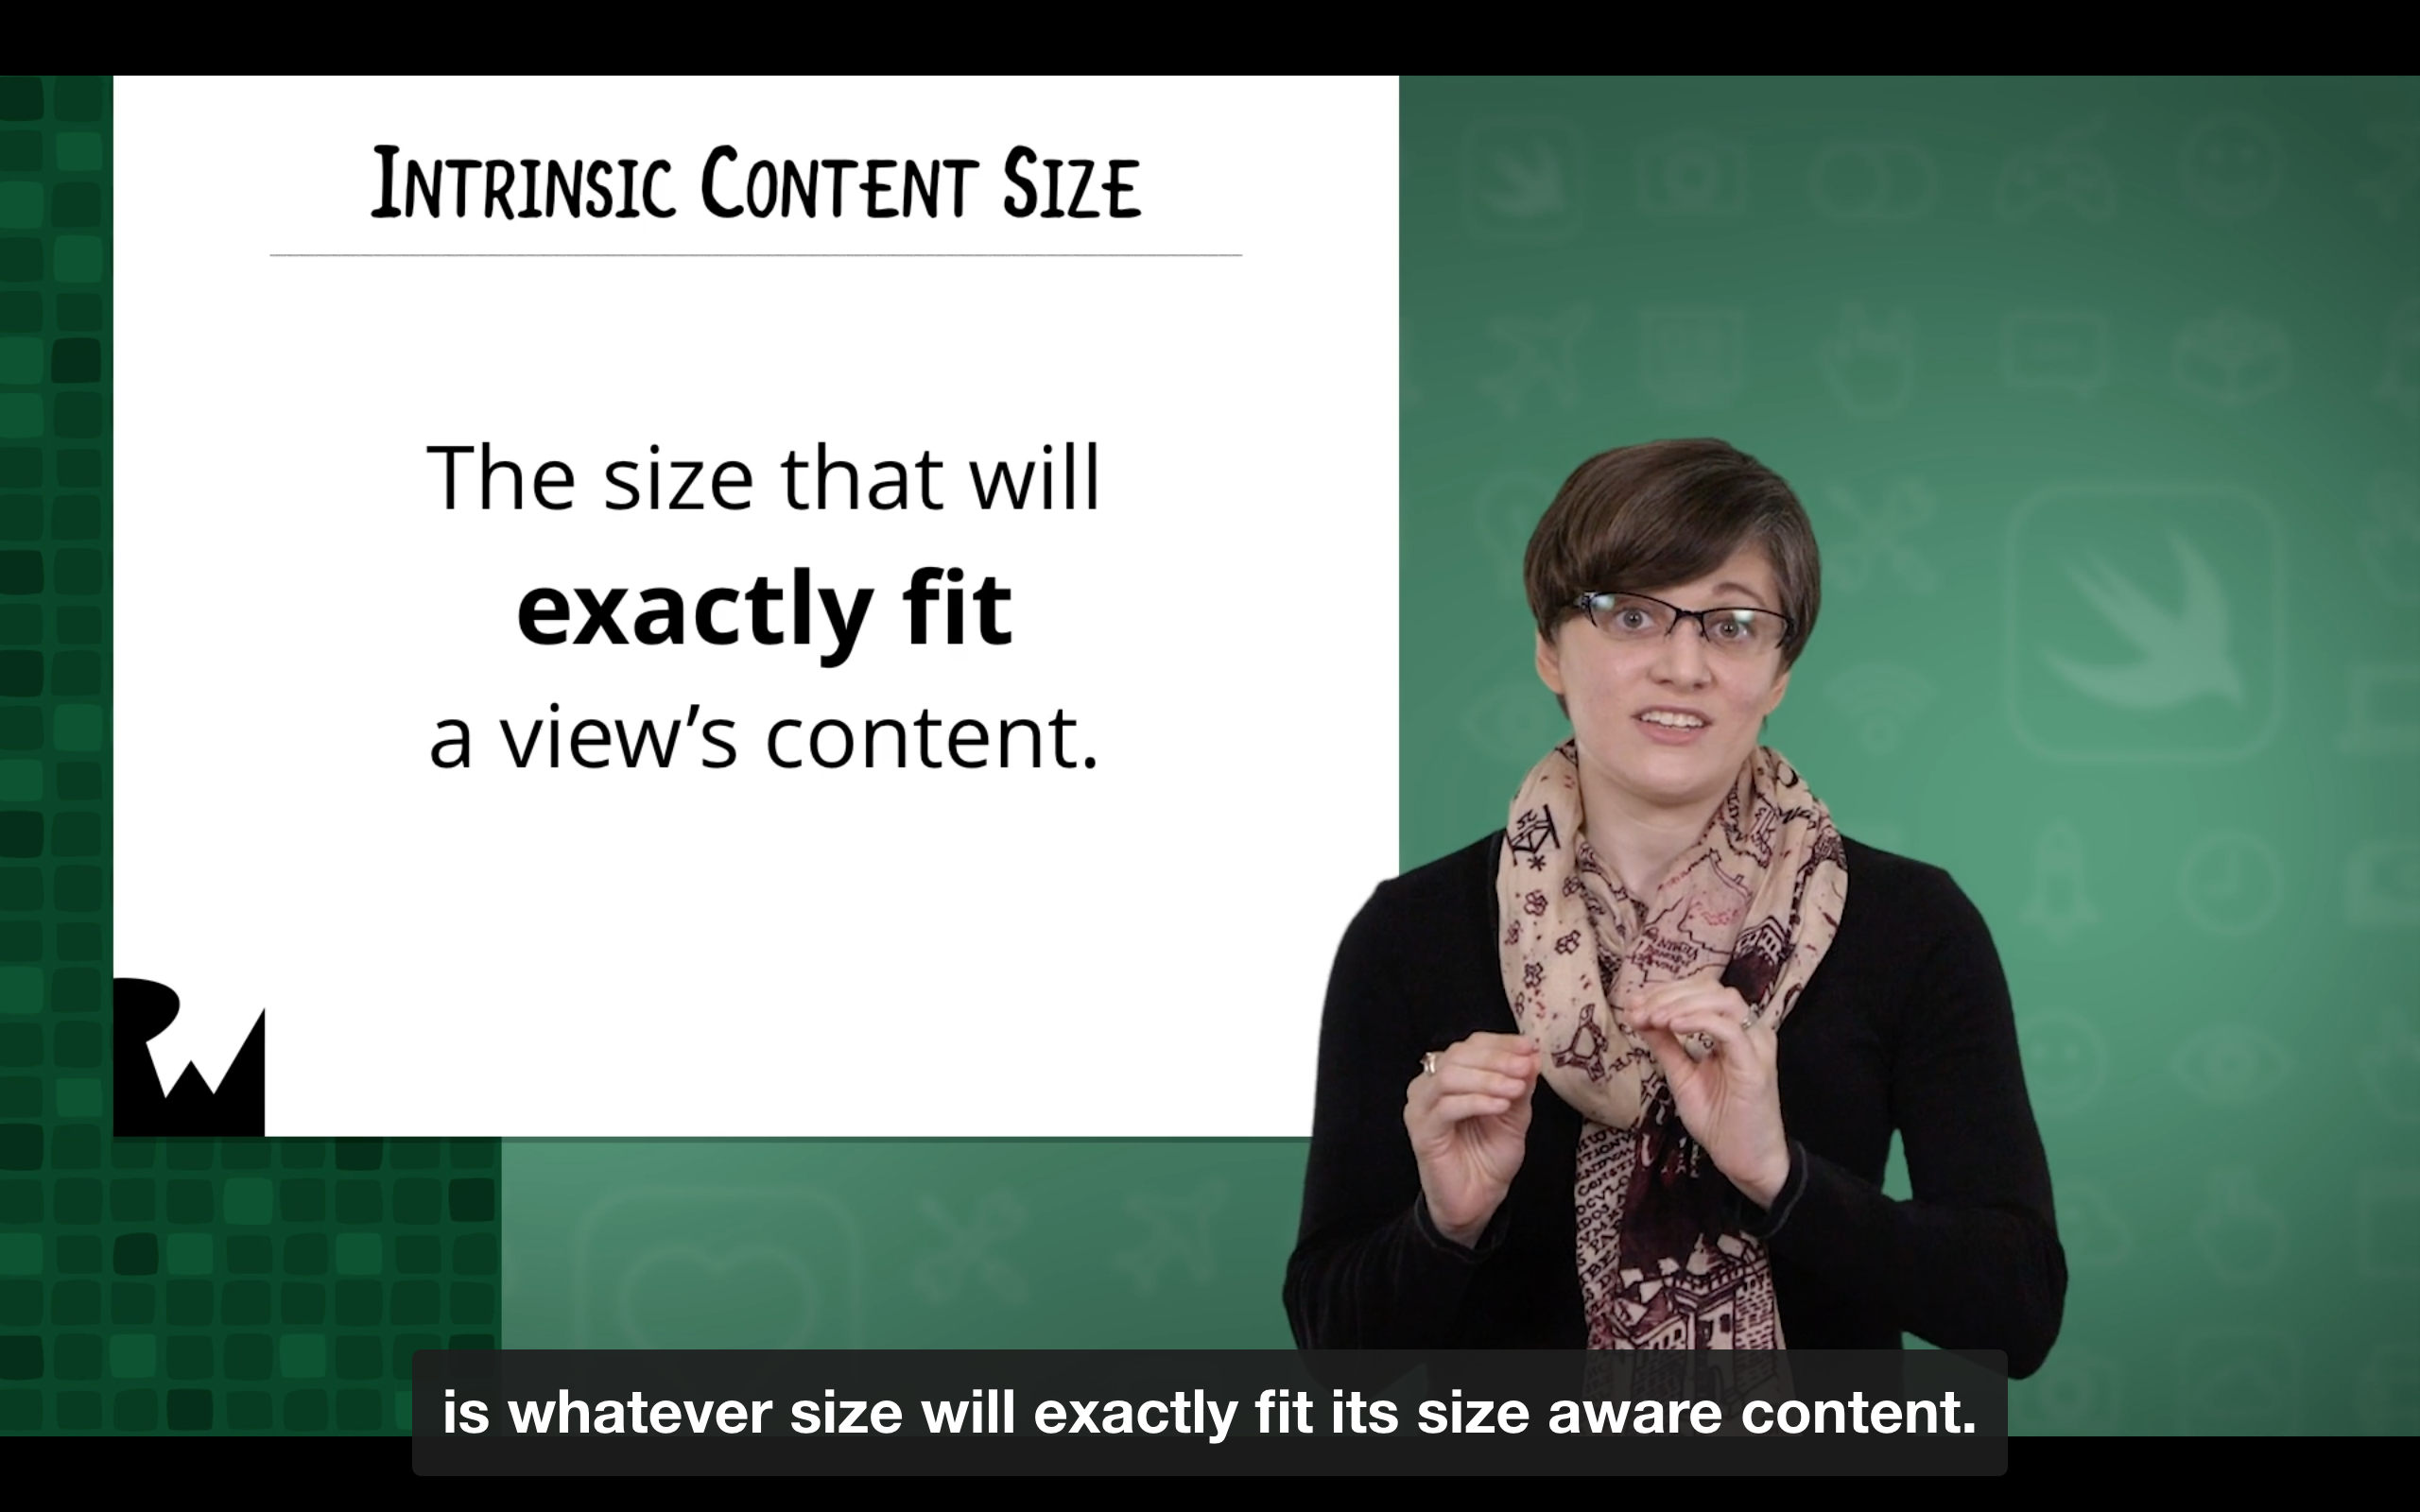 INTRINSIC CONTENT SIZE
The size that will
exactly fit
a view’s content.
RW
is whatever size will exactly fit its size aware content.